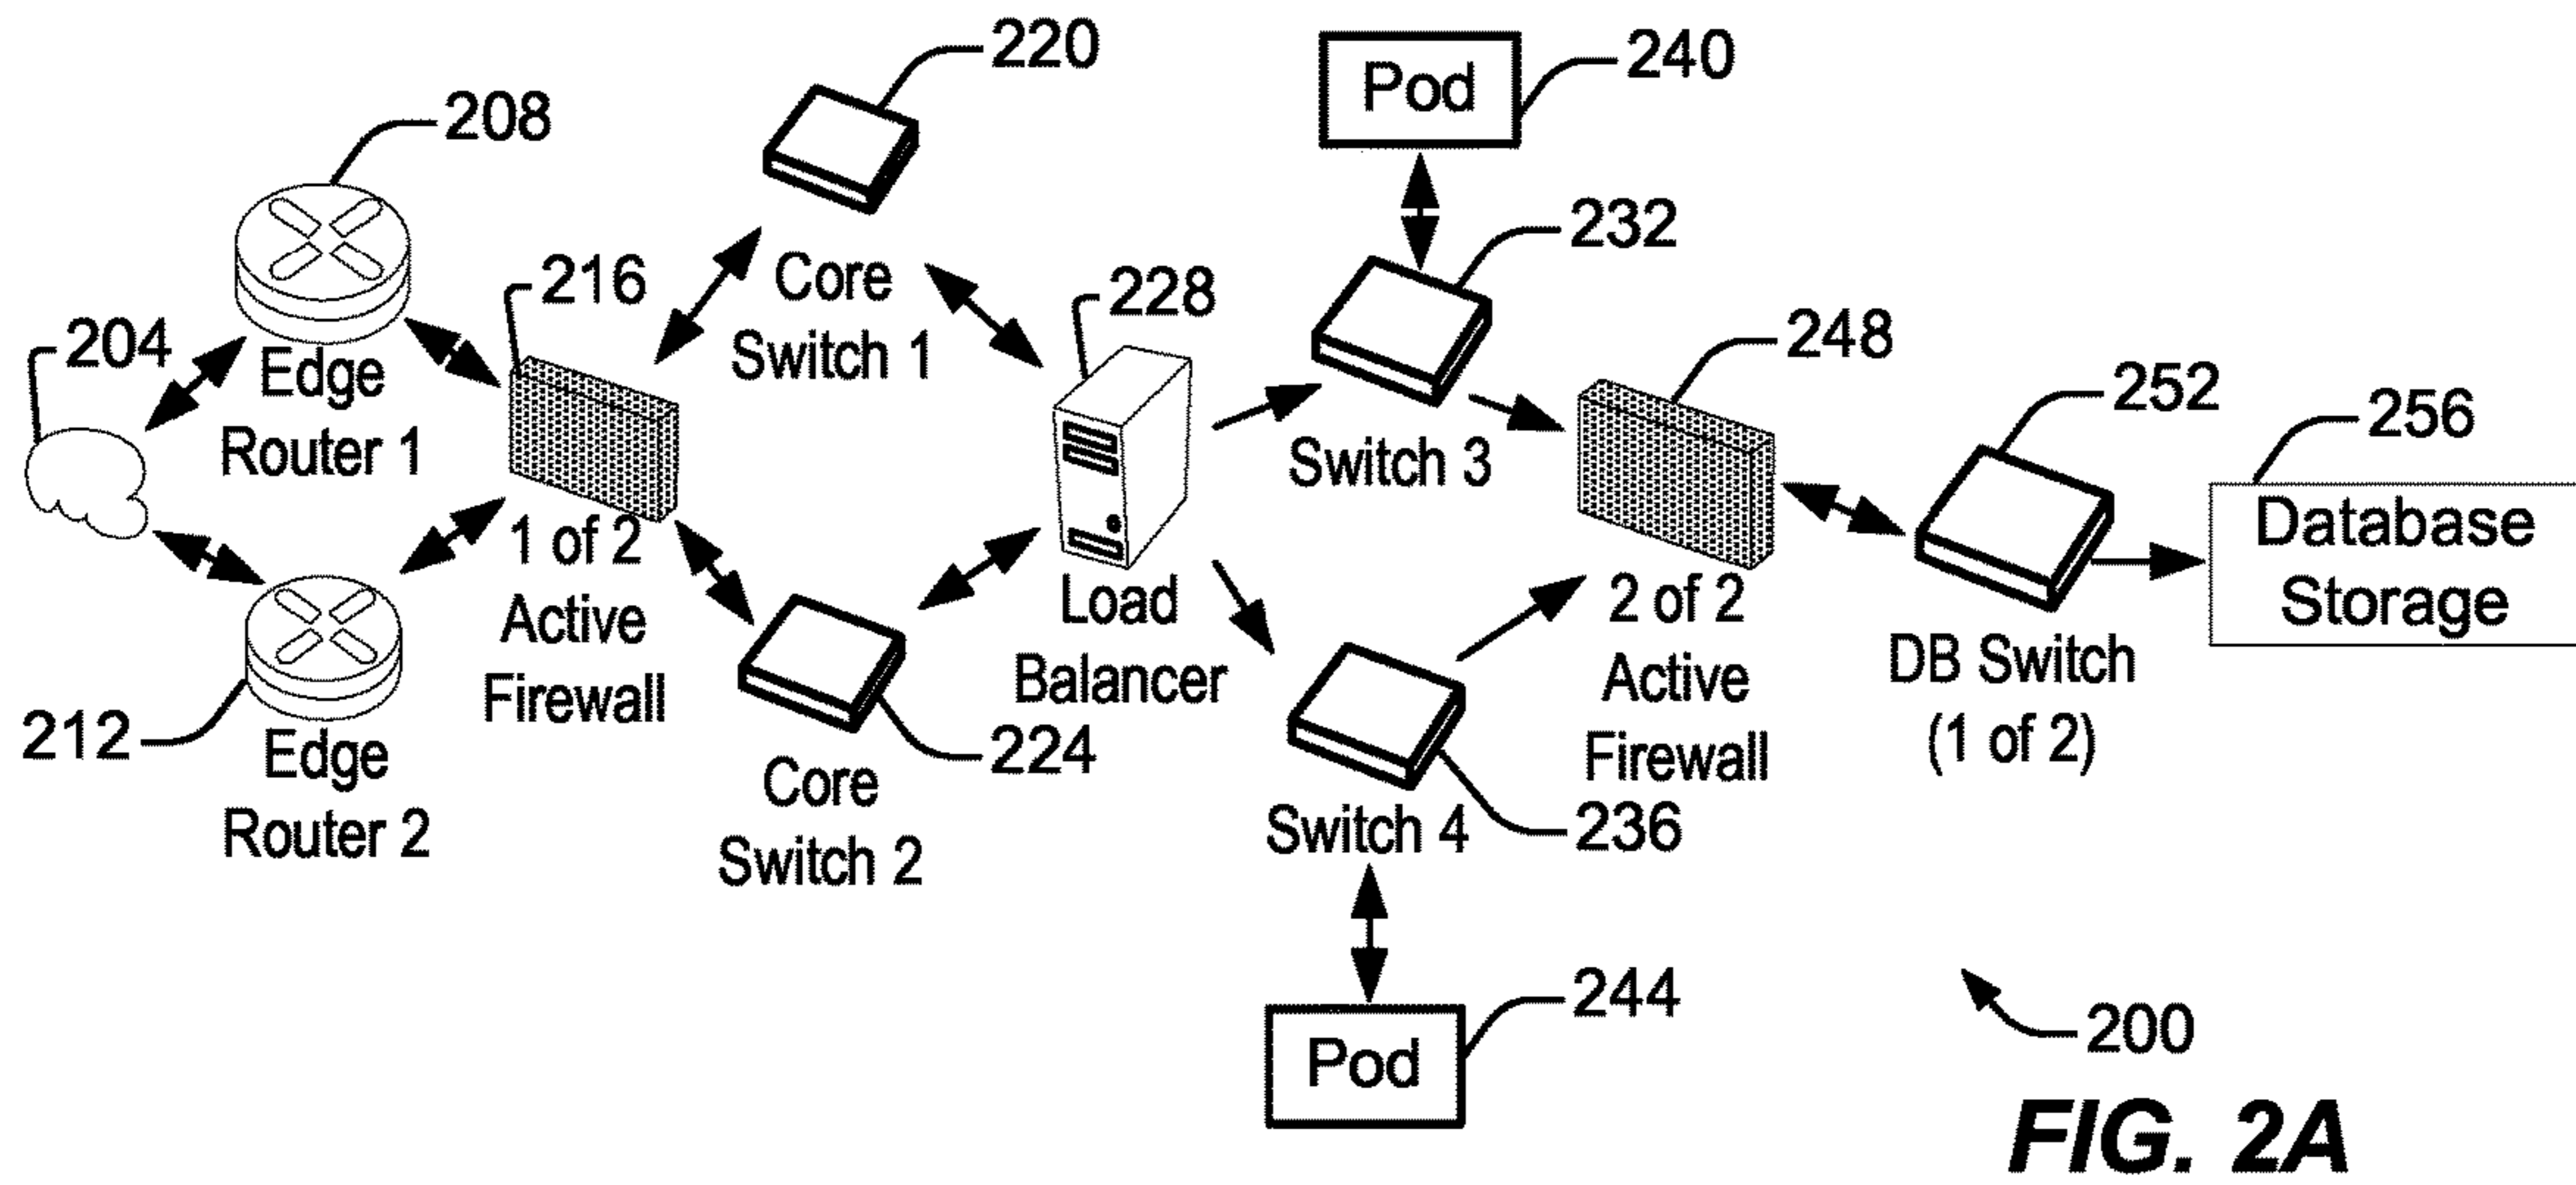 220
240
Pod
208
232
216
Core
Switch 1
228
248
204
Edge
Router 1
252
256
Switch 3
Database
Storage
1 of 2
Active
Firewall
Load
Balancer
2 of 2
Active
Firewall
DB Switch
(1 of 2)
212
Edge
Router 2
224
Core
Switch 2
Switch 4
236
244
Pod
200
FIG. 2A